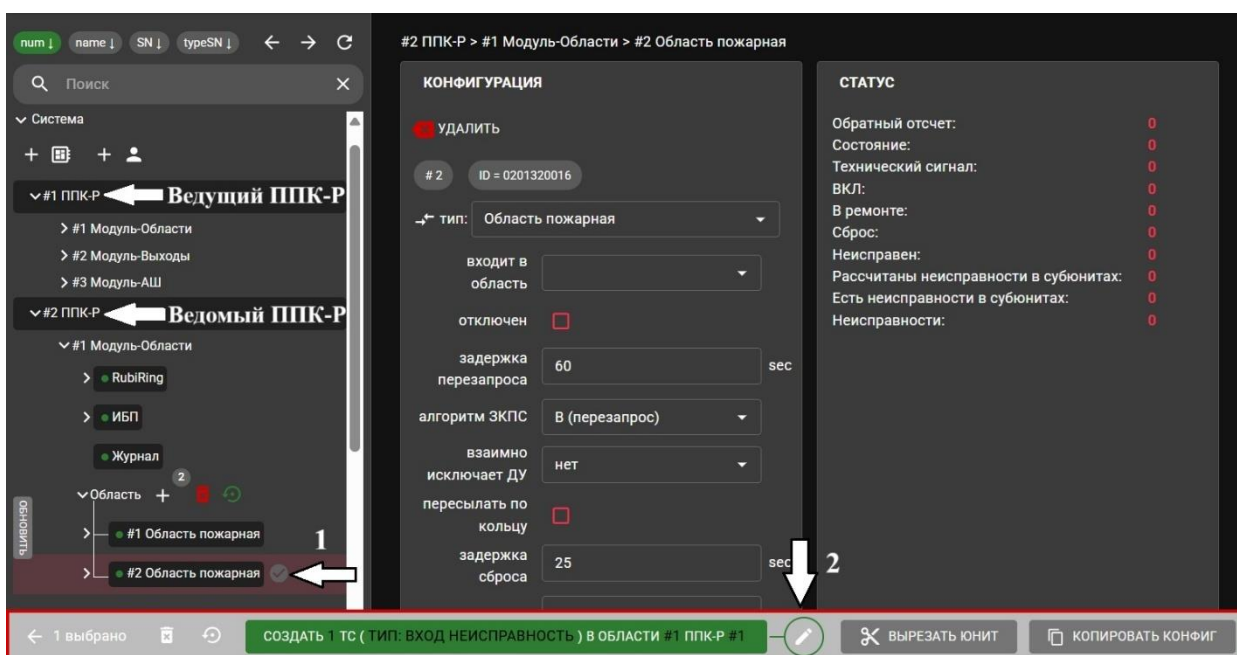 num ↓ name ↓ SN ↓ typeSN ↓
Поиск
Система
#1 ППК-Р Ведущий ППК-Р
#1 Модуль-Области
#2 Модуль-Выходы
#3 Модуль-АШ
#2 ППК-Р Ведомый ППК-Р
#1 Модуль-Области
RubiRing
ИБП
Журнал
2
Область +
#1 Область пожарная
1
#2 Область пожарная
ОБНОВИТЬ
#2 ППК-Р > #1 Модуль-Области > #2 Область пожарная
КОНФИГУРАЦИЯ
УДАЛИТЬ
# 2 ID = 0201320016
тип: Область пожарная
входит в
область
отключен
задержка
перезапроса
60 sec
алгоритм ЗКПС В (перезапрос)
взаимно
исключает ДУ
нет
пересылать по
кольцу
задержка
сброса
25 sec
2
СТАТУС
Обратный отсчет: 0
Состояние: 0
Технический сигнал: 0
ВКЛ: 0
В ремонте: 0
Сброс: 0
Неисправен: 0
Рассчитаны неисправности в субюнитах: 0
Есть неисправности в субюнитах: 0
Неисправности: 0
← 1 выбрано
СОЗДАТЬ 1 ТС ( ТИП: ВХОД НЕИСПРАВНОСТЬ ) В ОБЛАСТИ #1 ППК-Р #1
ВЫРЕЗАТЬ ЮНИТ
КОПИРОВАТЬ КОНФИГ